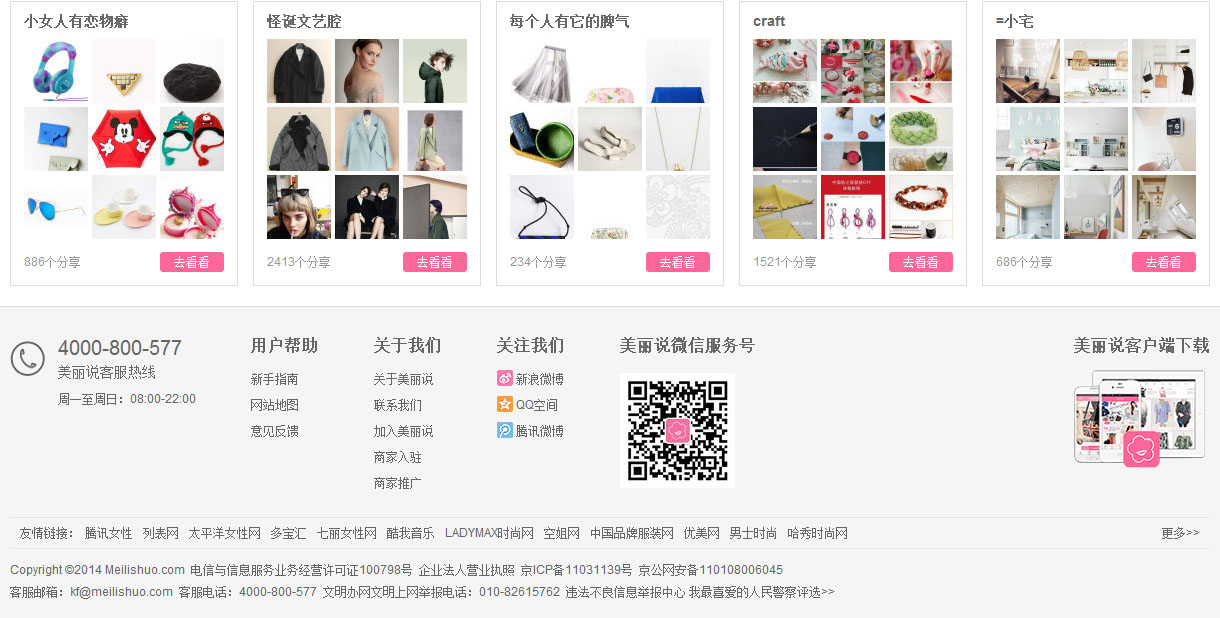 小女人有恋物癖
怪诞文艺腔
每个人有它的脾气
craft
=小宅
886个分享 去看看
2413个分享 去看看
234个分享 去看看
1521个分享 去看看
686个分享 去看看
4000-800-577
美丽说客服热线
周一至周日：08:00-22:00
用户帮助
新手指南
网站地图
意见反馈
关于我们
关于美丽说
联系我们
加入美丽说
商家入驻
商家推广
关注我们
新浪微博
QQ空间
腾讯微博
美丽说微信服务号
美丽说客户端下载
友情链接： 腾讯女性 列表网 太平洋女性网 多宝汇 七丽女性网 酷我音乐 LADYMAX时尚网 空姐网 中国品牌服装网 优美网 男士时尚 哈秀时尚网 更多>>
Copyright ©2014 Meilishuo.com 电信与信息服务业务经营许可证100798号 企业法人营业执照 京ICP备11031139号 京公网安备110108006045
客服邮箱：kf@meilishuo.com 客服电话：4000-800-577 文明办网文明上网举报电话：010-82615762 违法不良信息举报中心 我最喜爱的人民警察评选>>